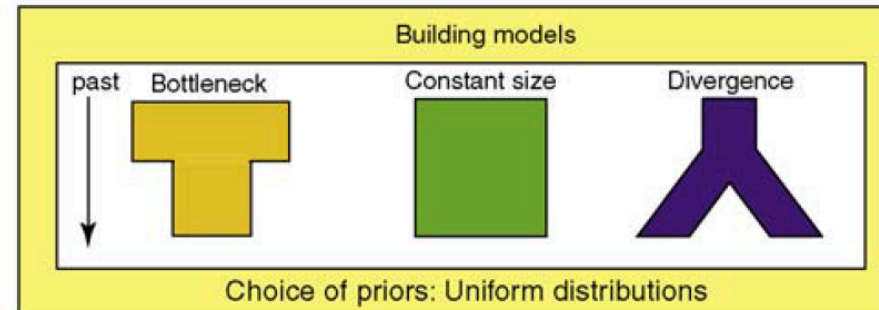 Building models
past Bottleneck Constant size Divergence
Choice of priors: Uniform distributions